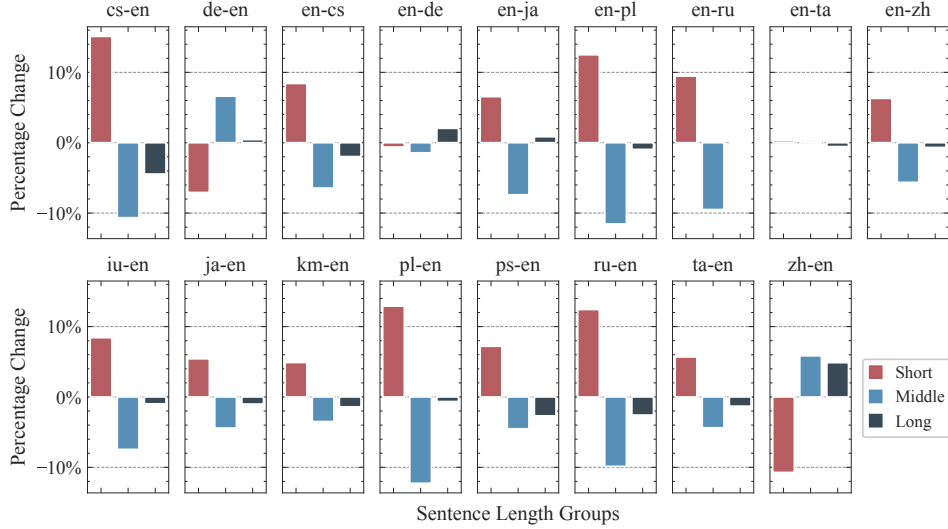 cs-en de-en en-cs en-de en-ja en-pl en-ru en-ta en-zh
10%
0%
−10%
Percentage Change
iu-en ja-en km-en pl-en ps-en ru-en ta-en zh-en
10%
0%
−10%
Percentage Change
Short
Middle
Long
Sentence Length Groups